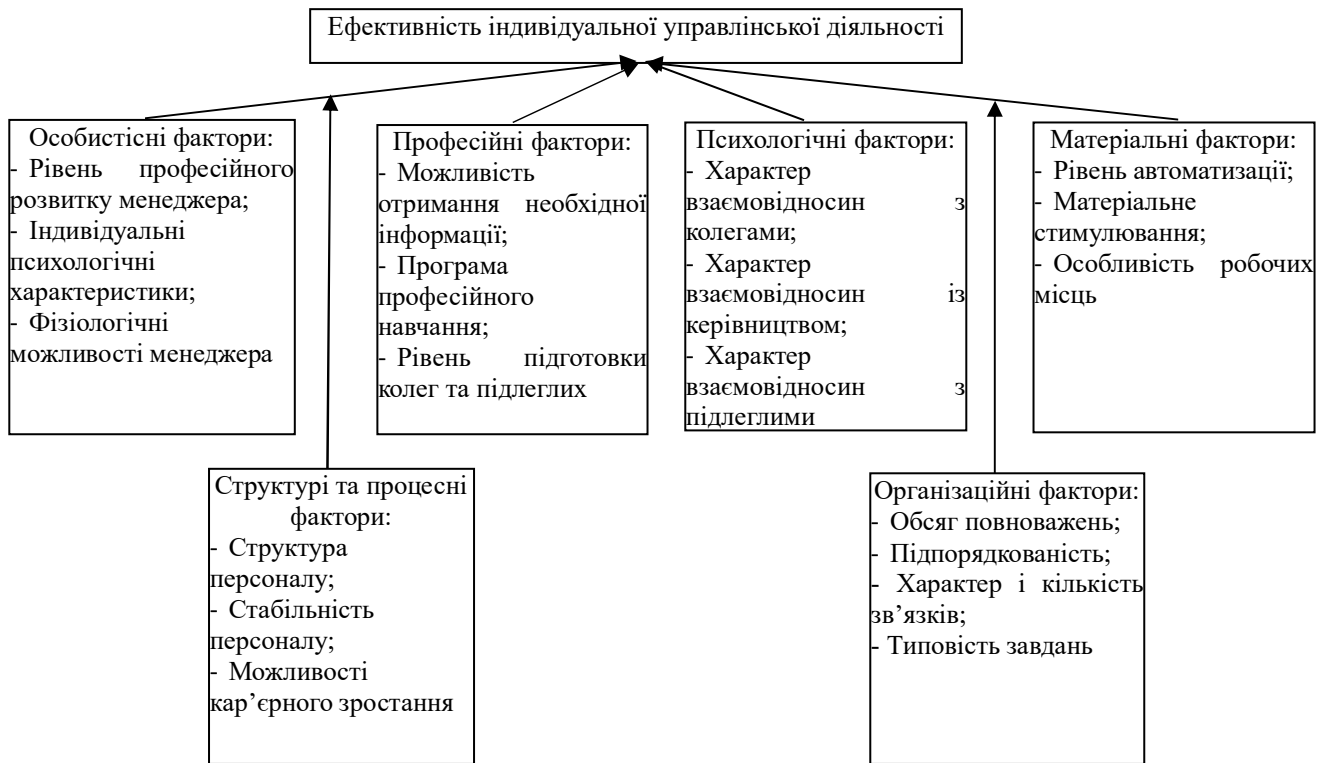 Ефективність індивідуальної управлінської діяльності
Особистісні фактори:
- Рівень професійного
розвитку менеджера;
- Індивідуальні
психологічні
характеристики;
- Фізіологічні
можливості менеджера
Професійні фактори:
- Можливість
отримання необхідної
інформації;
- Програма
професійного
навчання;
- Рівень підготовки
колег та підлеглих
Психологічні фактори:
- Характер
взаємовідносин з
колегами;
- Характер
взаємовідносин із
керівництвом;
- Характер
взаємовідносин з
підлеглими
Матеріальні фактори:
- Рівень автоматизації;
- Матеріальне
стимулювання;
- Особливість робочих
місць
Структурі та процесні
фактори:
- Структура
персоналу;
- Стабільність
персоналу;
- Можливості
кар’єрного зростання
Організаційні фактори:
- Обсяг повноважень;
- Підпорядкованість;
- Характер і кількість
зв’язків;
- Типовість завдань